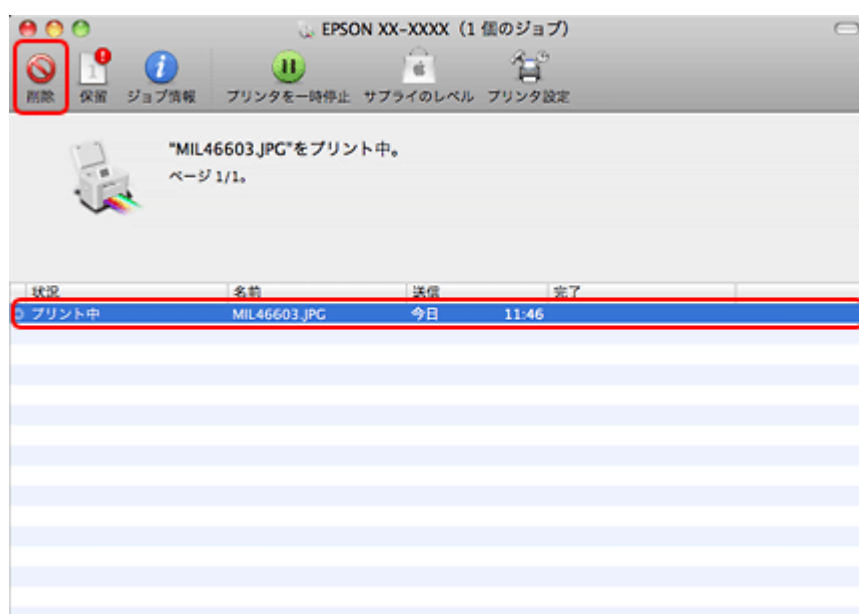 EPSON XX-XXXX（1 個のジョブ）
削除 保留 ジョブ情報 プリンタを一時停止 サプライのレベル プリンタ設定
"MIL46603.JPG"をプリント中。
ページ 1/1。
状況 名前 送信 完了
プリント中 MIL46603.JPG 今日 11:46